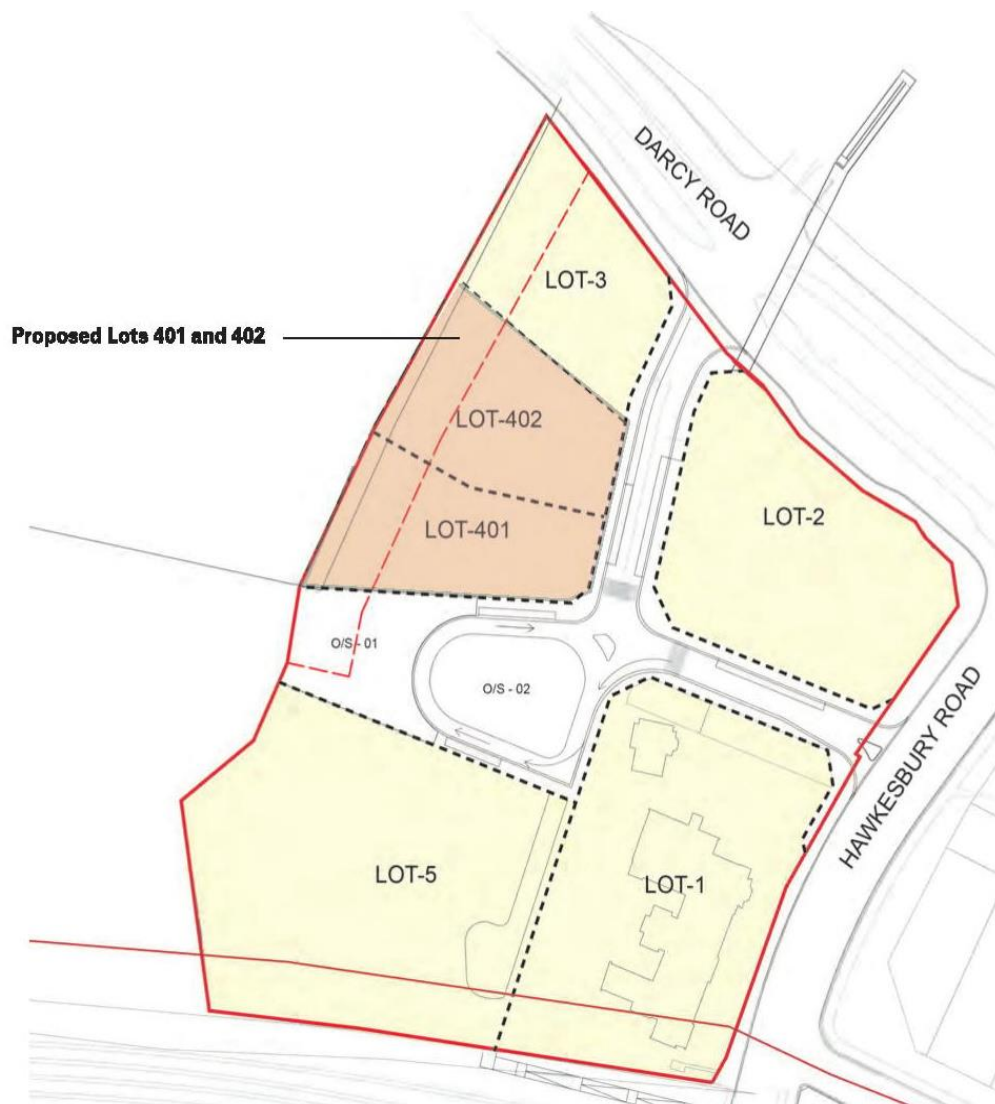 DARCY ROAD
LOT-3
Proposed Lots 401 and 402
LOT-402
LOT-401
LOT-2
O/S - 01
O/S - 02
HAWKESBURY ROAD
LOT-5
LOT-1